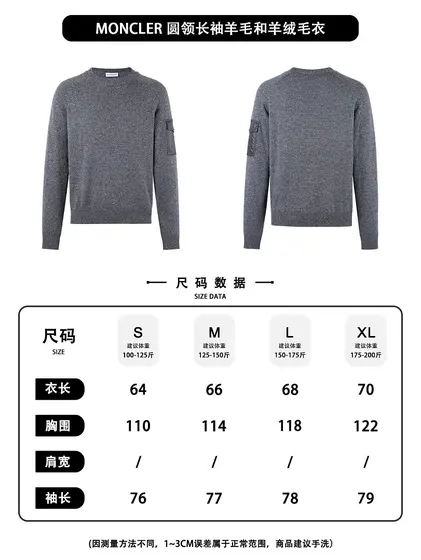 MONCLER 圆领长袖羊毛和羊绒毛衣
尺码数据
SIZE DATA
尺码 S M L XL
SIZE 建议体重 建议体重 建议体重 建议体重
100-125斤 125-150斤 150-175斤 175-200斤
衣长 64 66 68 70
胸围 110 114 118 122
肩宽 / / / /
袖长 76 77 78 79
(因测量方法不同，1~3CM误差属于正常范围，商品建议手洗)